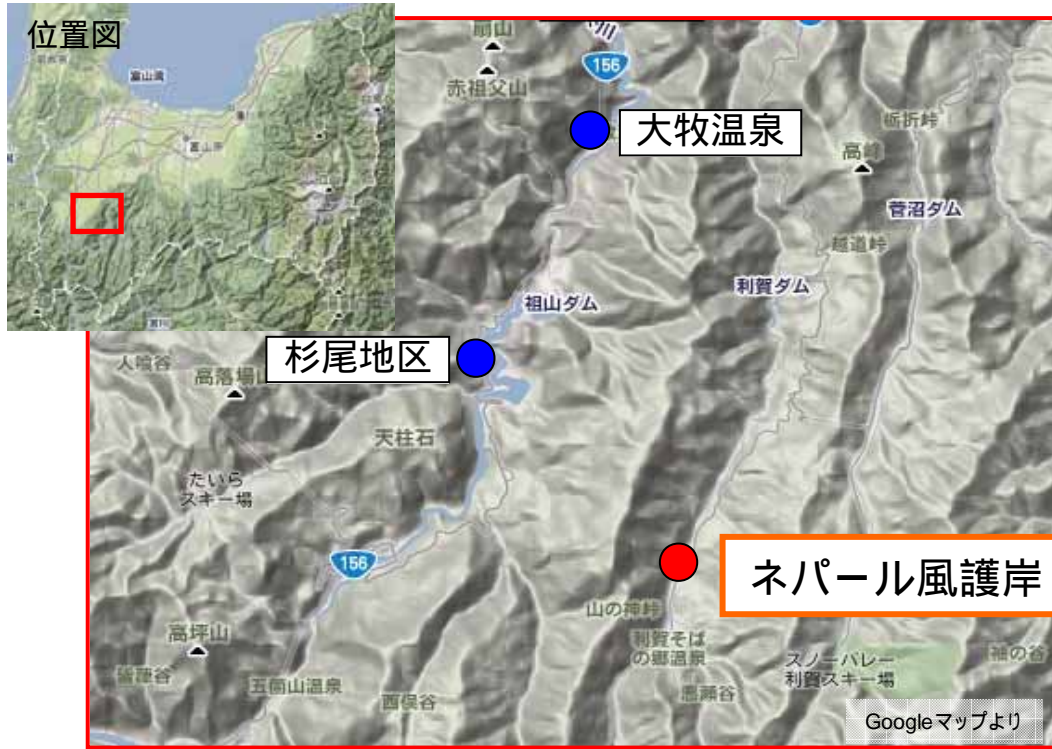 位置図
富山湾
富山市
剣山
赤祖父山
156
大牧温泉
栃折峠
高峰
菅沼ダム
越道峠
利賀ダム
祖山ダム
杉尾地区
人喰谷
高落場山
天柱石
たいら
スキー場
156
ネパール風護岸
山の神峠
利賀そば
の郷温泉
高坪山
スノーバレー
利賀スキー場
袖の谷
五箇山温泉
西俣谷
Googleマップより